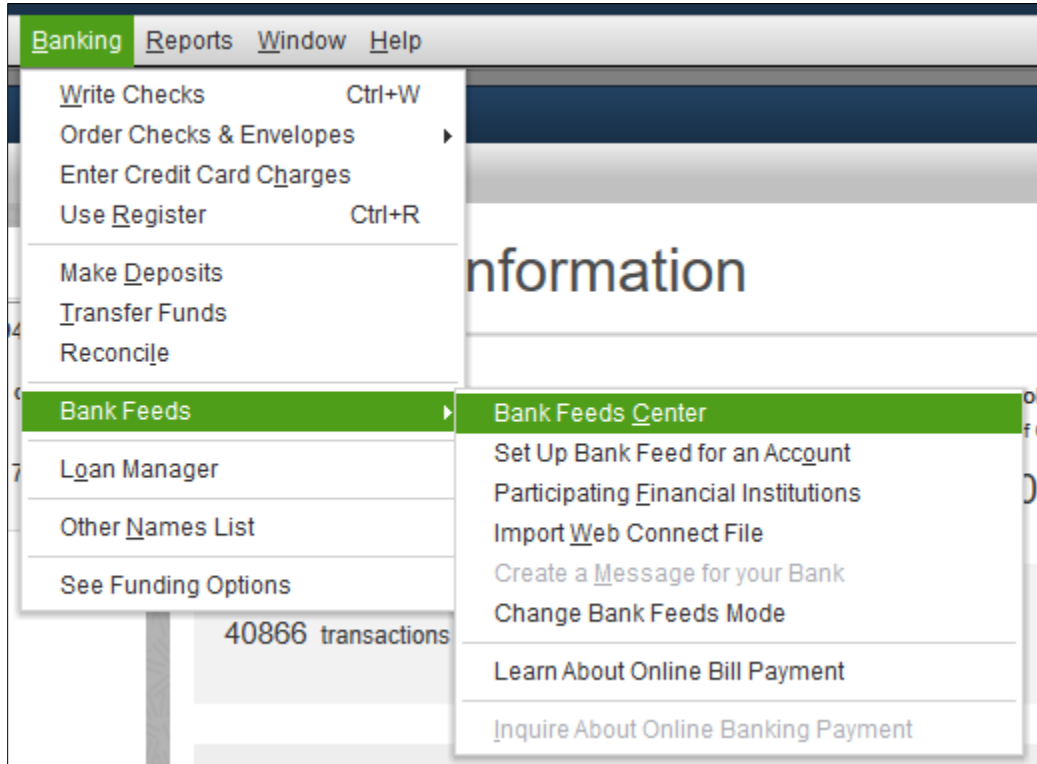 Banking Reports Window Help
Write Checks Ctrl+W
Order Checks & Envelopes
Enter Credit Card Charges
Use Register Ctrl+R
Make Deposits
Transfer Funds
Reconcile
Bank Feeds
Loan Manager
Other Names List
See Funding Options
nformation
Bank Feeds Center
Set Up Bank Feed for an Account
Participating Financial Institutions
Import Web Connect File
Create a Message for your Bank
Change Bank Feeds Mode
Learn About Online Bill Payment
Inquire About Online Banking Payment
40866 transactions